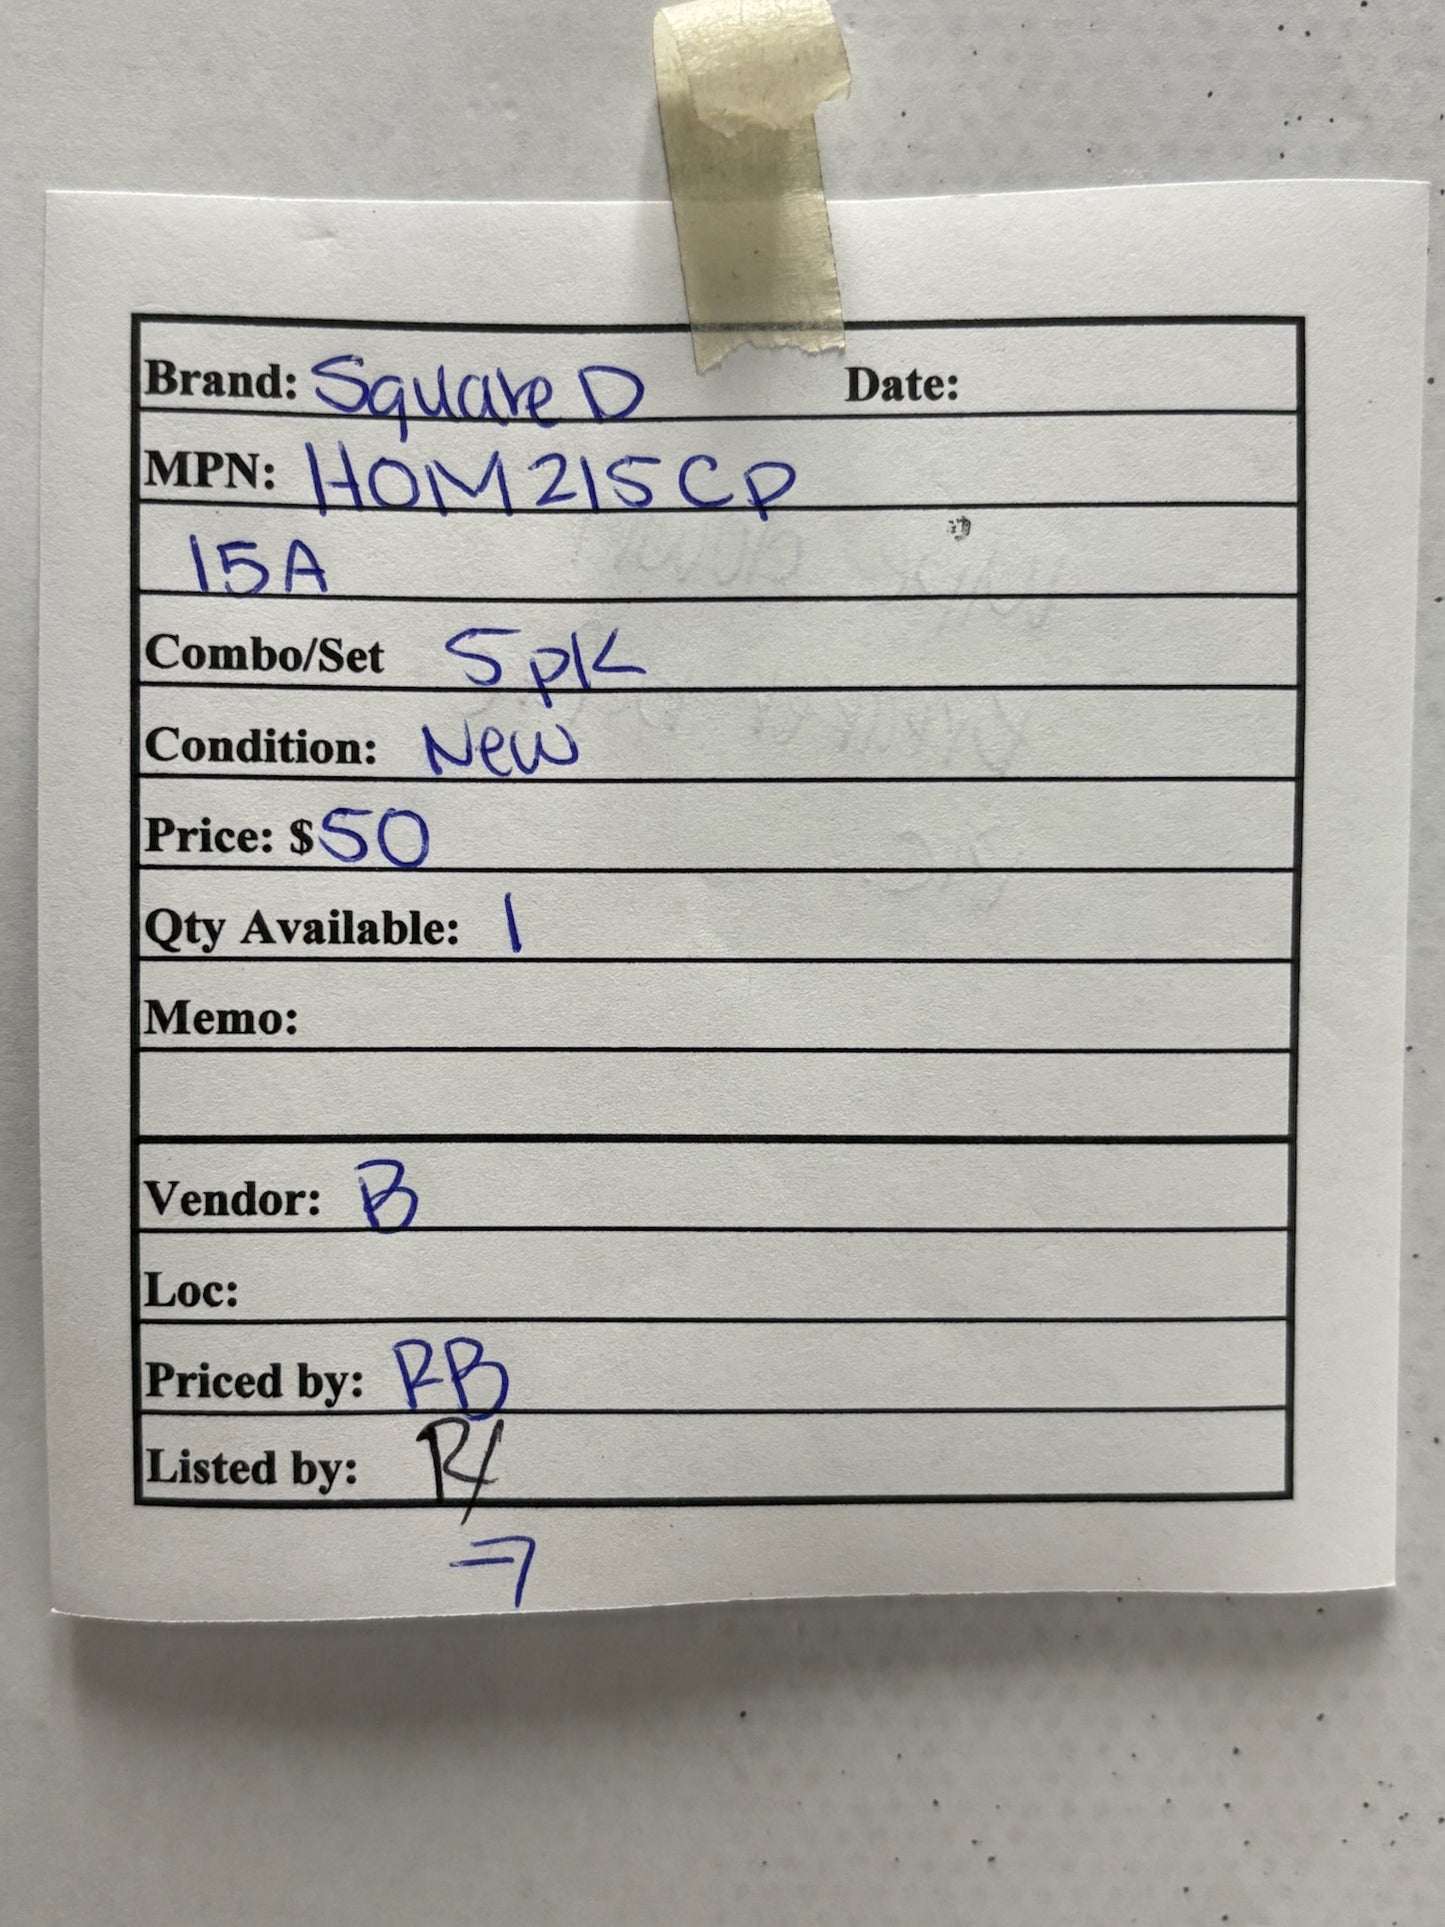 Brand: Square D Date:
MPN: HOM215CP
15A
Combo/Set 5pk
Condition: New
Price: $50
Qty Available: 1
Memo:
Vendor: B
Loc:
Priced by: RB
Listed by: